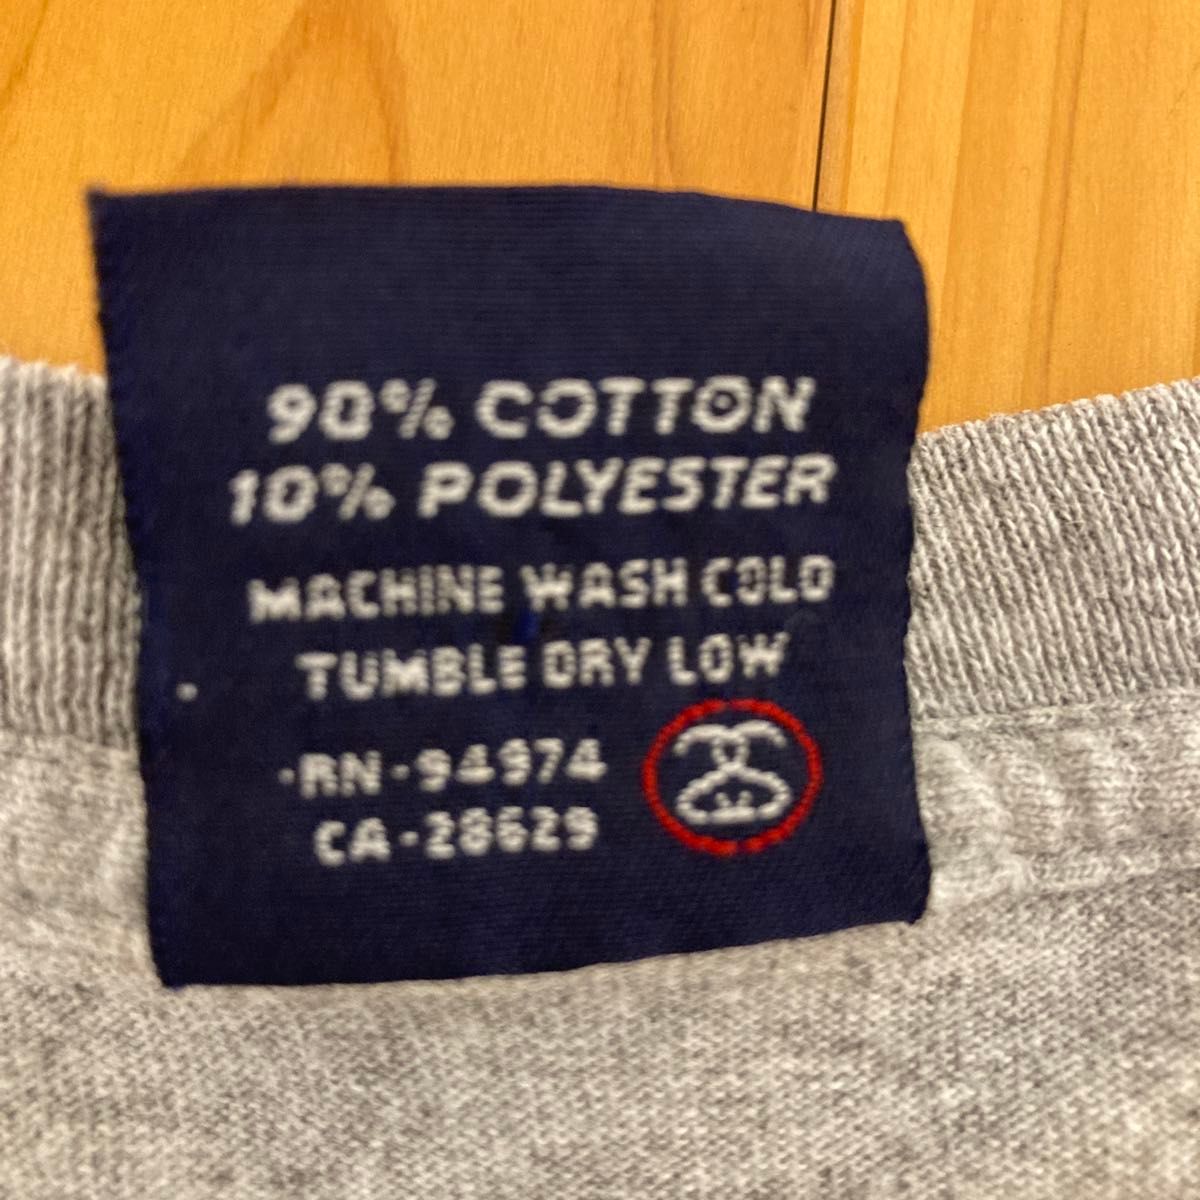 90% COTTON
10% POLYESTER
MACHINE WASH COLD
TUMBLE DRY LOW
RN-94974
CA-28629